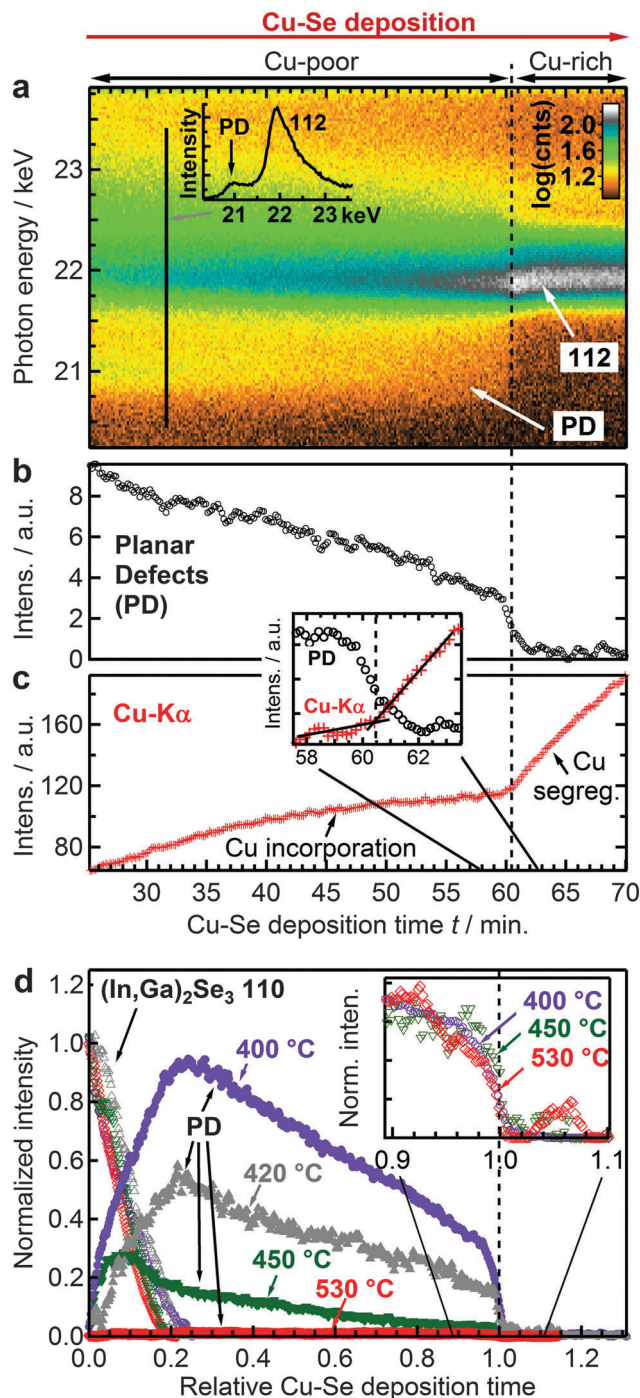 Cu-Se deposition
Cu-poor
Cu-rich
a
Photon energy / keV
23
22
21
Intensity
PD
112
21 22 23 keV
log(cnts)
2.0
1.6
1.2
112
PD
b
Intens. / a.u.
8
6
4
2
0
Planar
Defects
(PD)
Intens. / a.u.
PD
Cu-Kα
58 60 62
c
Cu-Kα
Intens. / a.u.
160
120
80
Cu
segreg.
Cu incorporation
30 35 40 45 50 55 60 65 70
Cu-Se deposition time t / min.
d
(In,Ga)₂Se₃ 110
Normalized intensity
1.2
1.0
0.8
0.6
0.4
0.2
0.0
400 °C
PD
420 °C
450 °C
530 °C
Norm. inten.
400 °C
450 °C
530 °C
0.9 1.0 1.1
0.0 0.2 0.4 0.6 0.8 1.0 1.2
Relative Cu-Se deposition time